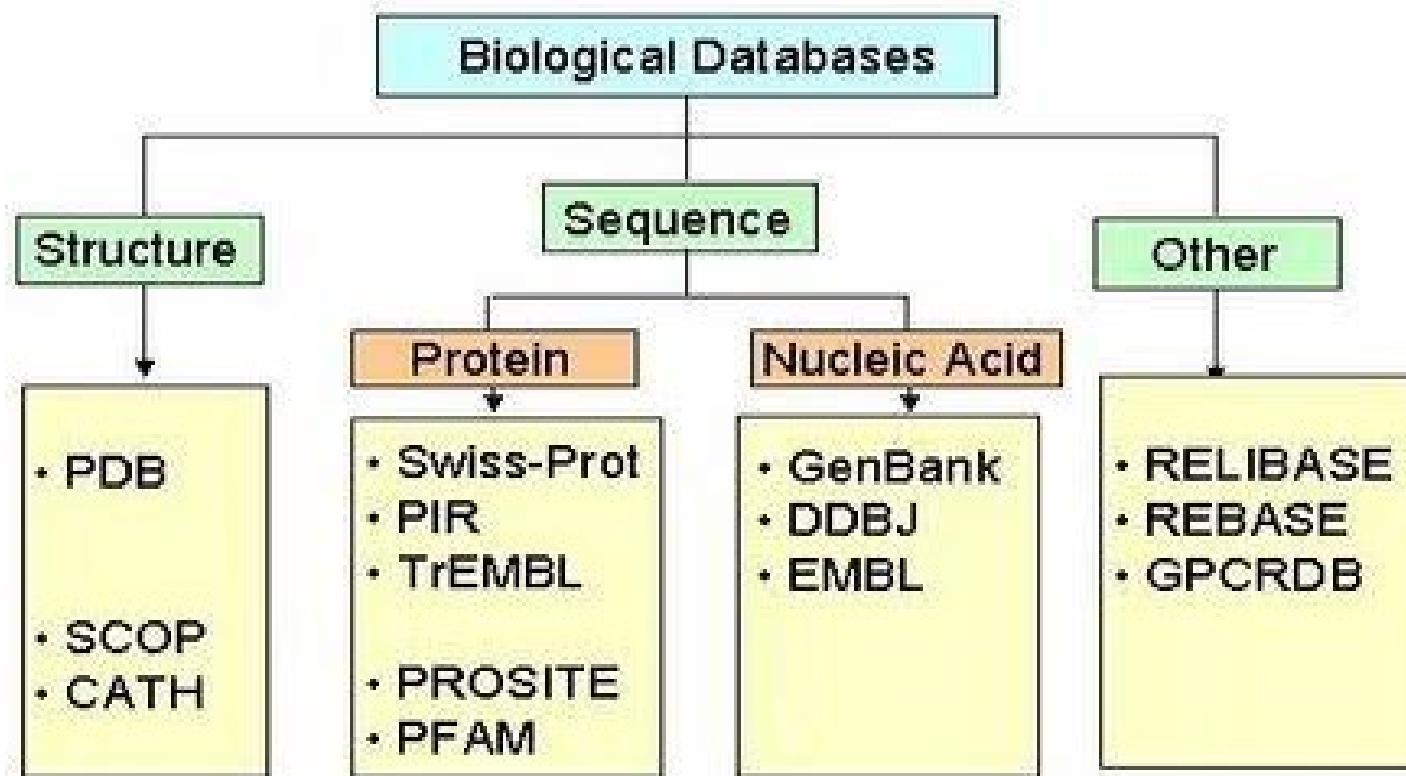 Biological Databases
Structure
Sequence
Other
Protein
Nucleic Acid
• PDB
• SCOP
• CATH
• Swiss-Prot
• PIR
• TrEMBL
• PROSITE
• PFAM
• GenBank
• DDBJ
• EMBL
• RELIBASE
• REBASE
• GPCRDB